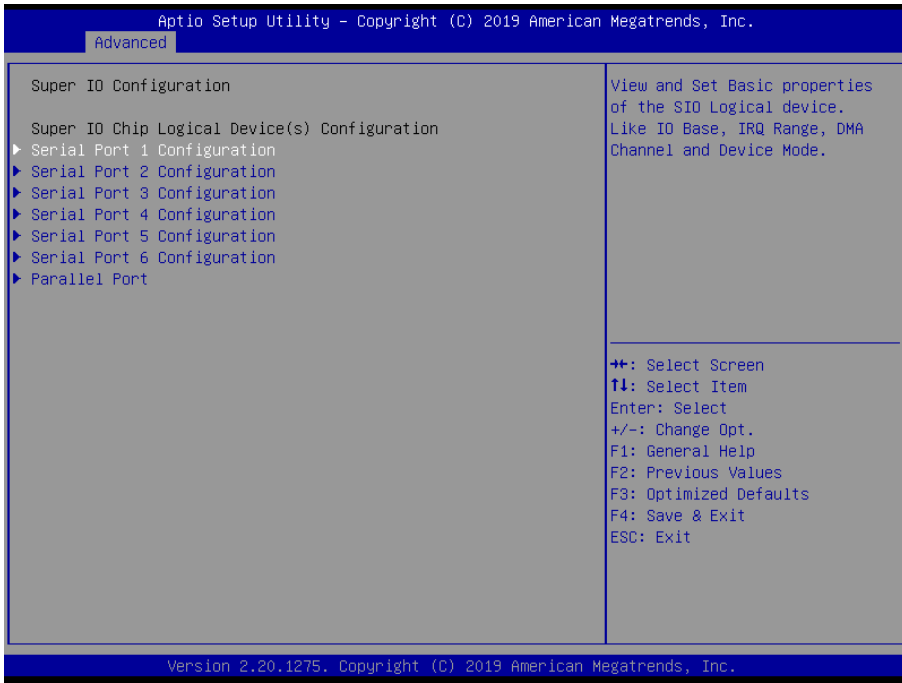 Aptio Setup Utility – Copyright (C) 2019 American Megatrends, Inc.
Advanced
Super IO Configuration
Super IO Chip Logical Device(s) Configuration
Serial Port 1 Configuration
Serial Port 2 Configuration
Serial Port 3 Configuration
Serial Port 4 Configuration
Serial Port 5 Configuration
Serial Port 6 Configuration
Parallel Port
View and Set Basic properties
of the SIO Logical device.
Like IO Base, IRQ Range, DMA
Channel and Device Mode.
→←: Select Screen
↑↓: Select Item
Enter: Select
+/-: Change Opt.
F1: General Help
F2: Previous Values
F3: Optimized Defaults
F4: Save & Exit
ESC: Exit
Version 2.20.1275. Copyright (C) 2019 American Megatrends, Inc.